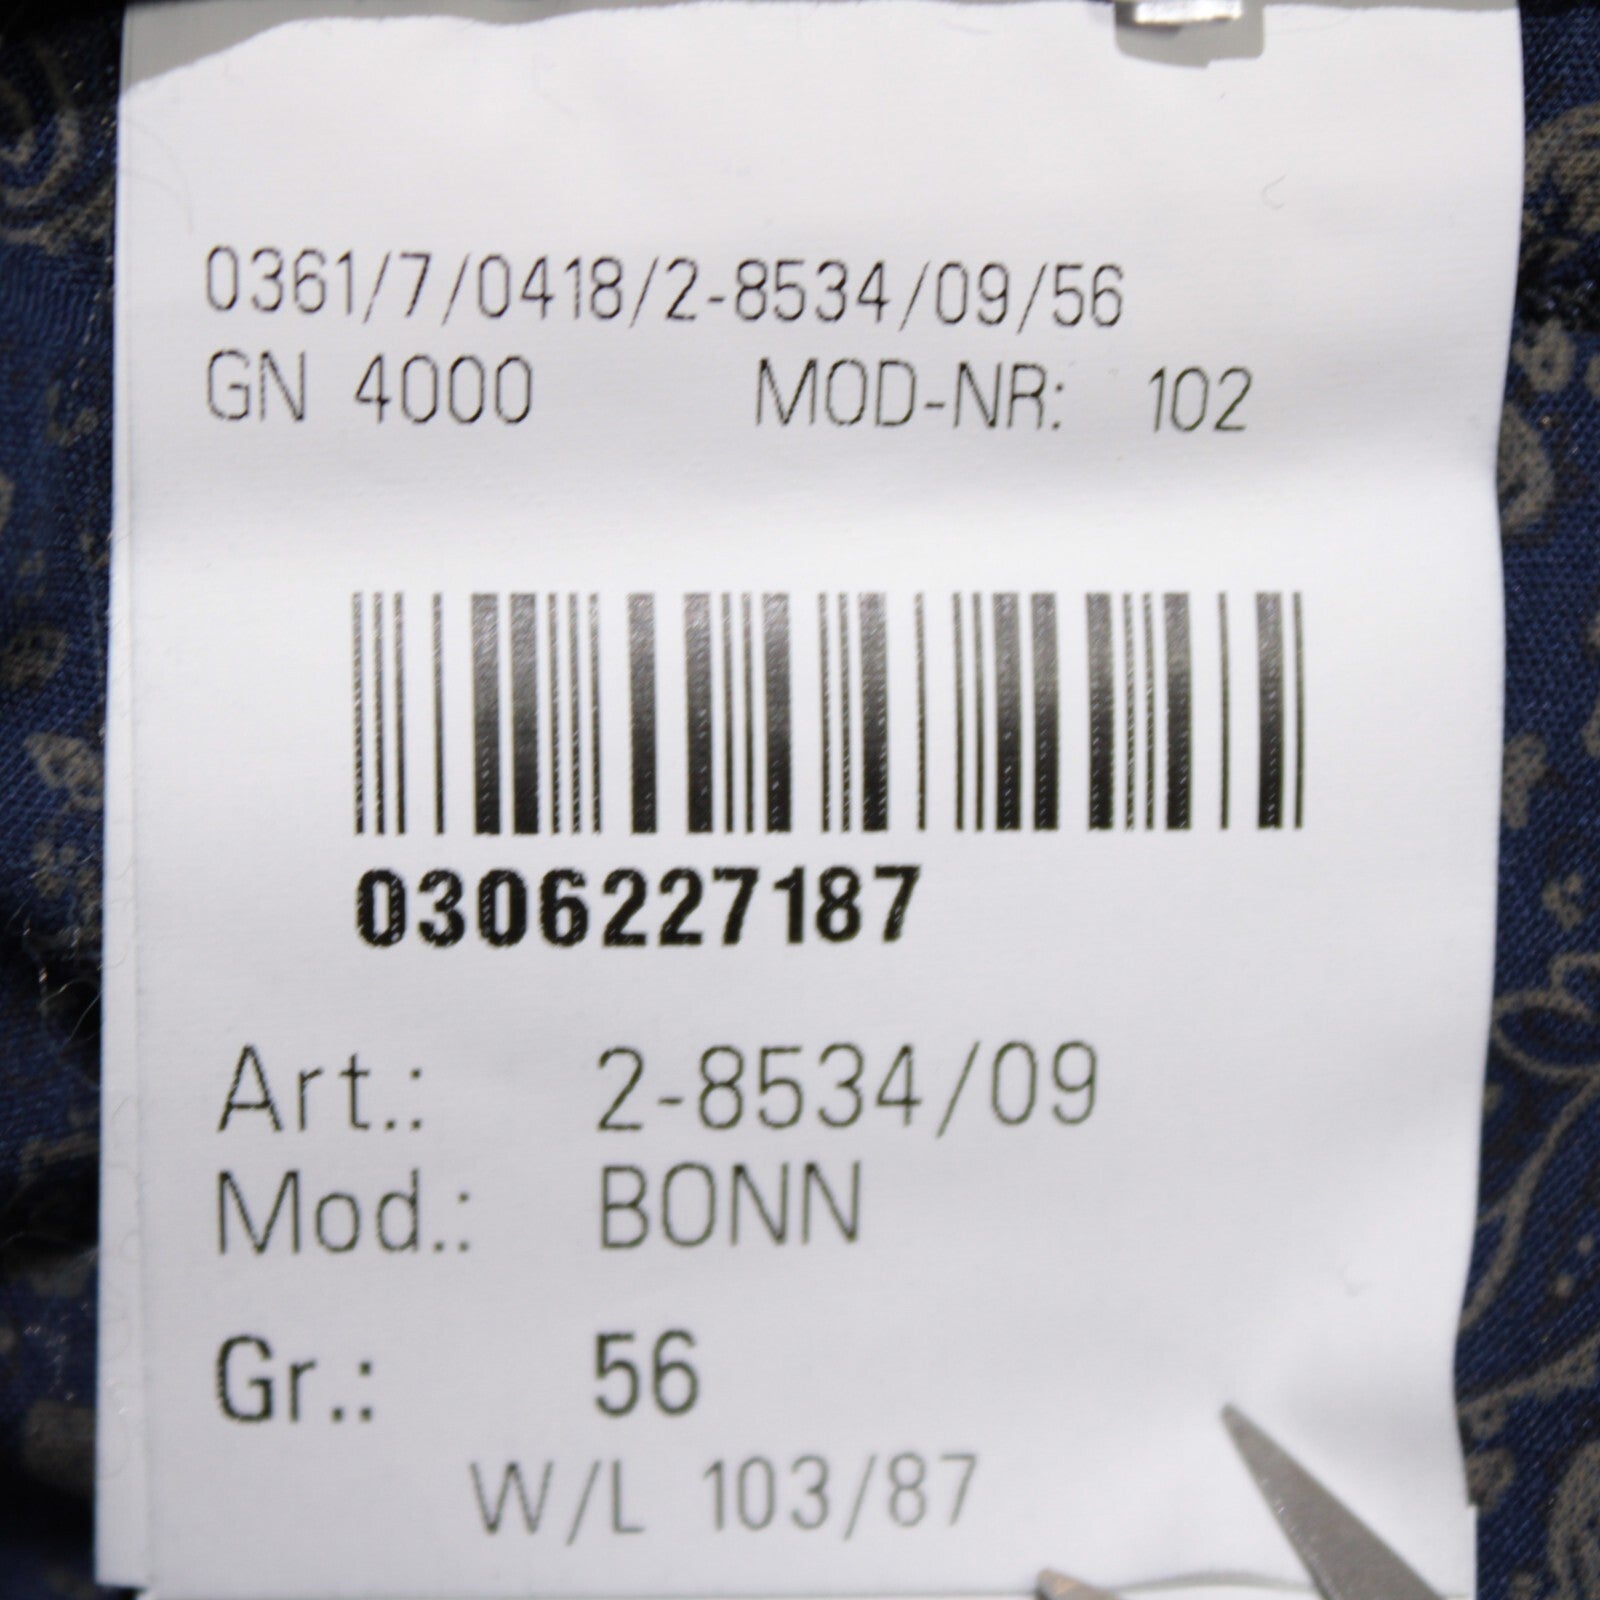 0361/7/0418/2-8534/09/56
GN 4000 MOD-NR: 102
0306227187
Art.: 2-8534/09
Mod.: BONN
Gr.: 56
W/L 103/87